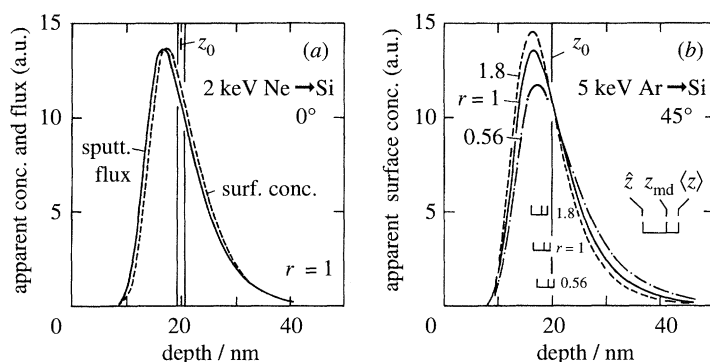 apparent conc. and flux (a.u.)
15
10
5
0
z0
(a)
2 keV Ne → Si
0°
sputt.
flux
surf. conc.
r = 1
0 20 40
depth / nm
apparent surface conc. (a.u.)
15
10
5
0
z0
(b)
1.8
r = 1
0.56
5 keV Ar → Si
45°
ẑ zmd ⟨z⟩
1.8
r = 1
0.56
0 20 40
depth / nm